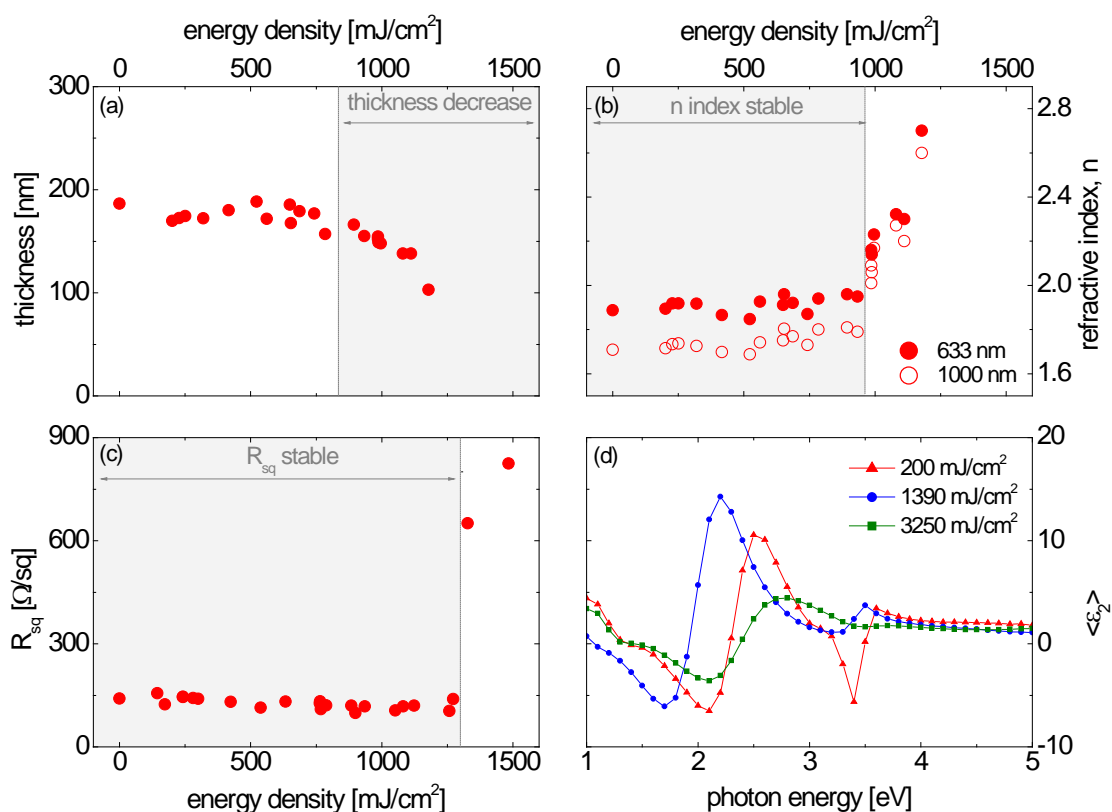 energy density [mJ/cm²]
0 500 1000 1500
300
200
100
0
thickness [nm]
(a)
thickness decrease
energy density [mJ/cm²]
0 500 1000 1500
(b)
n index stable
2.8
2.4
2.0
1.6
refractive index, n
633 nm
1000 nm
900
600
300
0
R_sq [Ω/sq]
(c)
R_sq stable
0 500 1000 1500
energy density [mJ/cm²]
(d)
200 mJ/cm²
1390 mJ/cm²
3250 mJ/cm²
20
10
0
-10
<ε₂>
1 2 3 4 5
photon energy [eV]